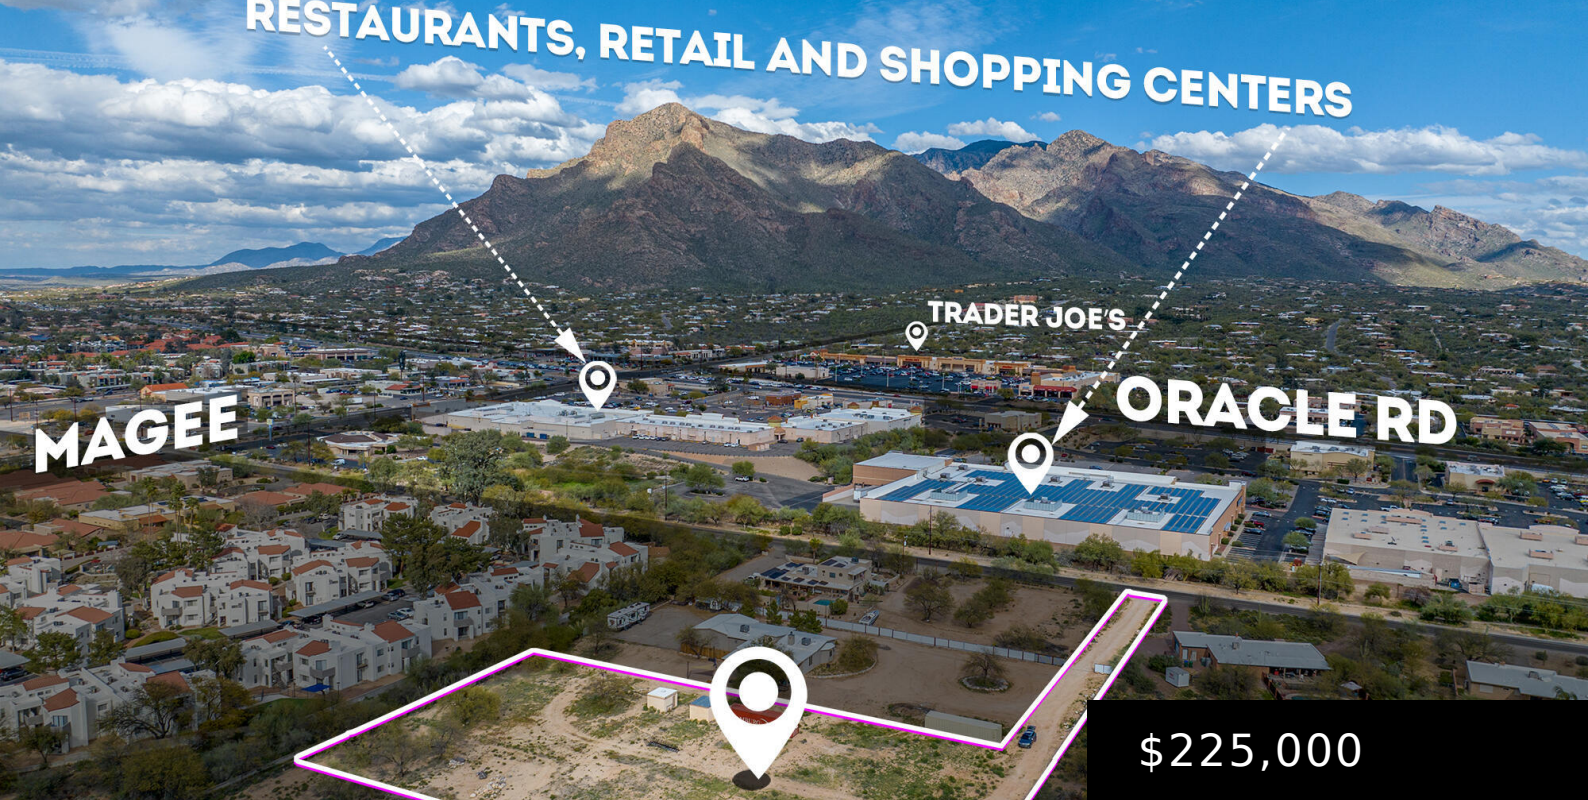 RESTAURANTS, RETAIL AND SHOPPING CENTERS
TRADER JOE'S
MAGEE
ORACLE RD
$225,000